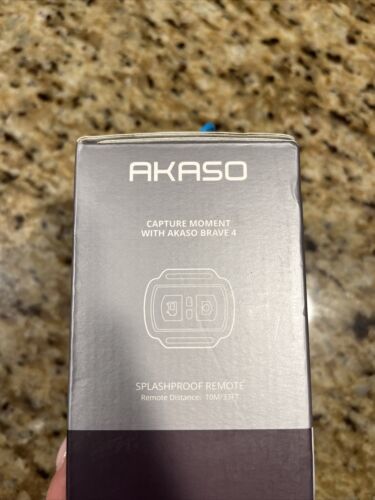 AKASO
CAPTURE MOMENT
WITH AKASO BRAVE 4
SPLASHPROOF REMOTE
Remote Distance: 10M/33FT